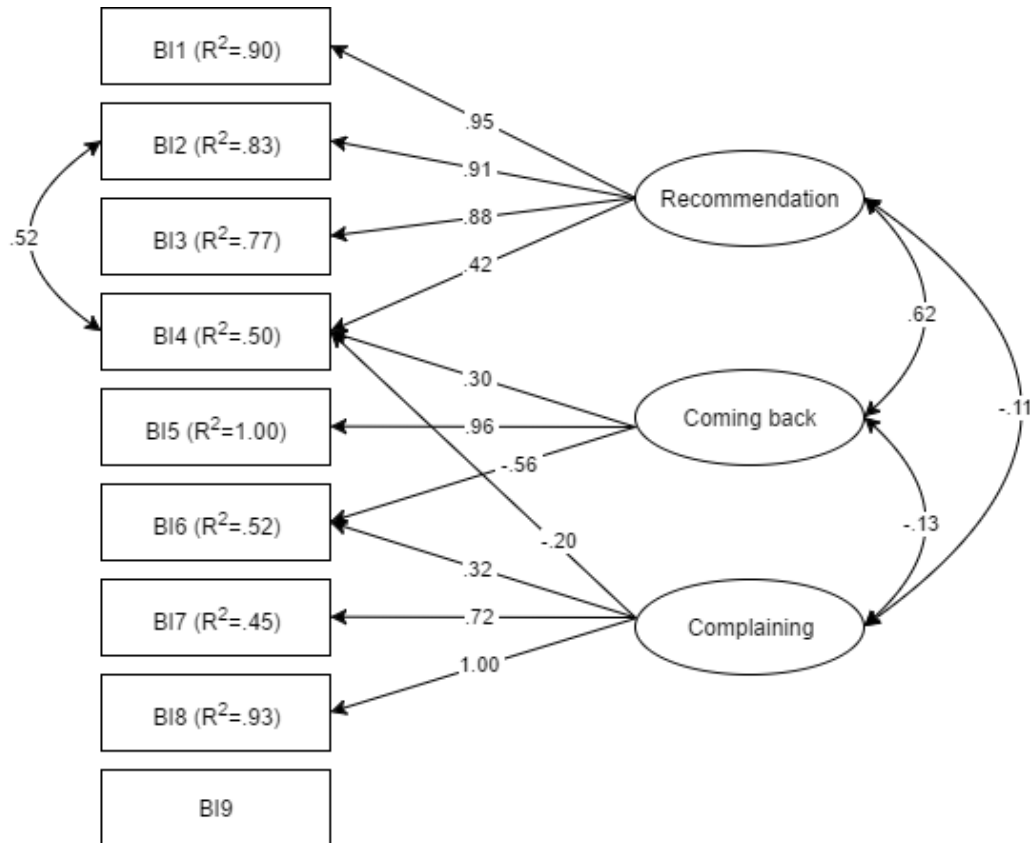 BI1 (R²=.90)
.95
BI2 (R²=.83)
.91
Recommendation
BI3 (R²=.77)
.88
.52
.42
BI4 (R²=.50)
.62
.30
-.11
BI5 (R²=1.00)
.96
Coming back
-.56
BI6 (R²=.52)
-.20
-.13
.32
BI7 (R²=.45)
.72
Complaining
1.00
BI8 (R²=.93)
BI9